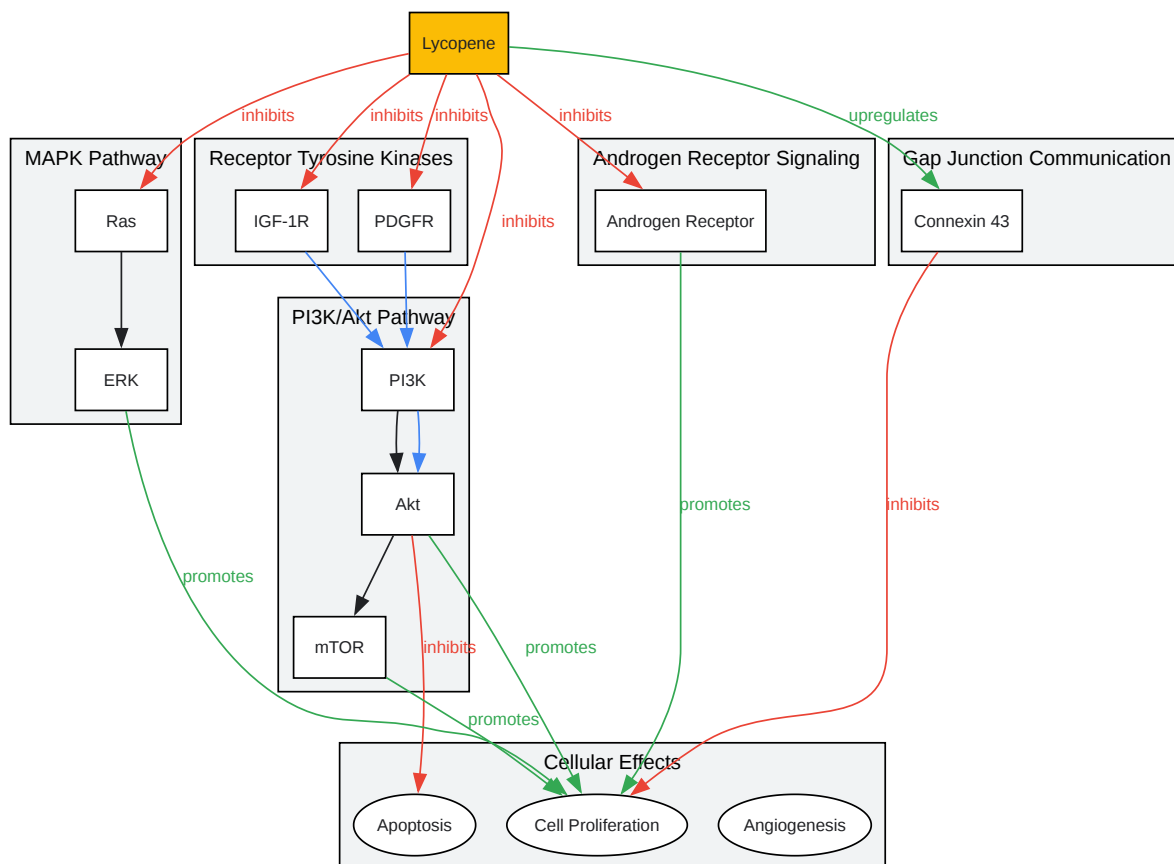 Lycopene
inhibits
inhibits
inhibits
inhibits
upregulates
MAPK Pathway
Receptor Tyrosine Kinases
Androgen Receptor Signaling
Gap Junction Communication
Ras
IGF-1R
PDGFR
inhibits
Androgen Receptor
Connexin 43
PI3K/Akt Pathway
ERK
PI3K
Akt
promotes
inhibits
promotes
mTOR
inhibits
promotes
promotes
Cellular Effects
Apoptosis
Cell Proliferation
Angiogenesis